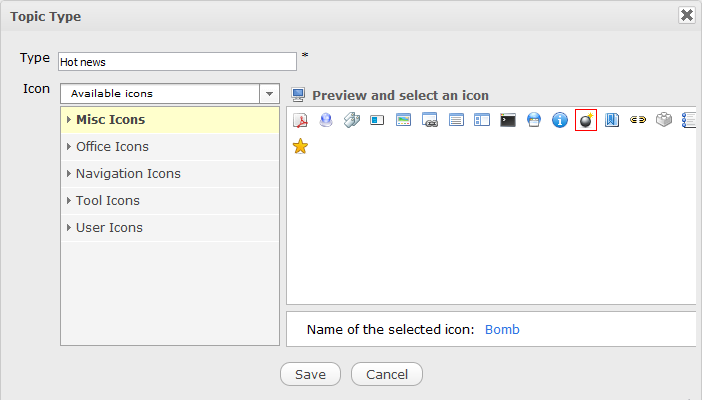 Topic Type
Type Hot news *
Icon Available icons Preview and select an icon
Misc Icons
Office Icons
Navigation Icons
Tool Icons
User Icons
Name of the selected icon: Bomb
Save Cancel